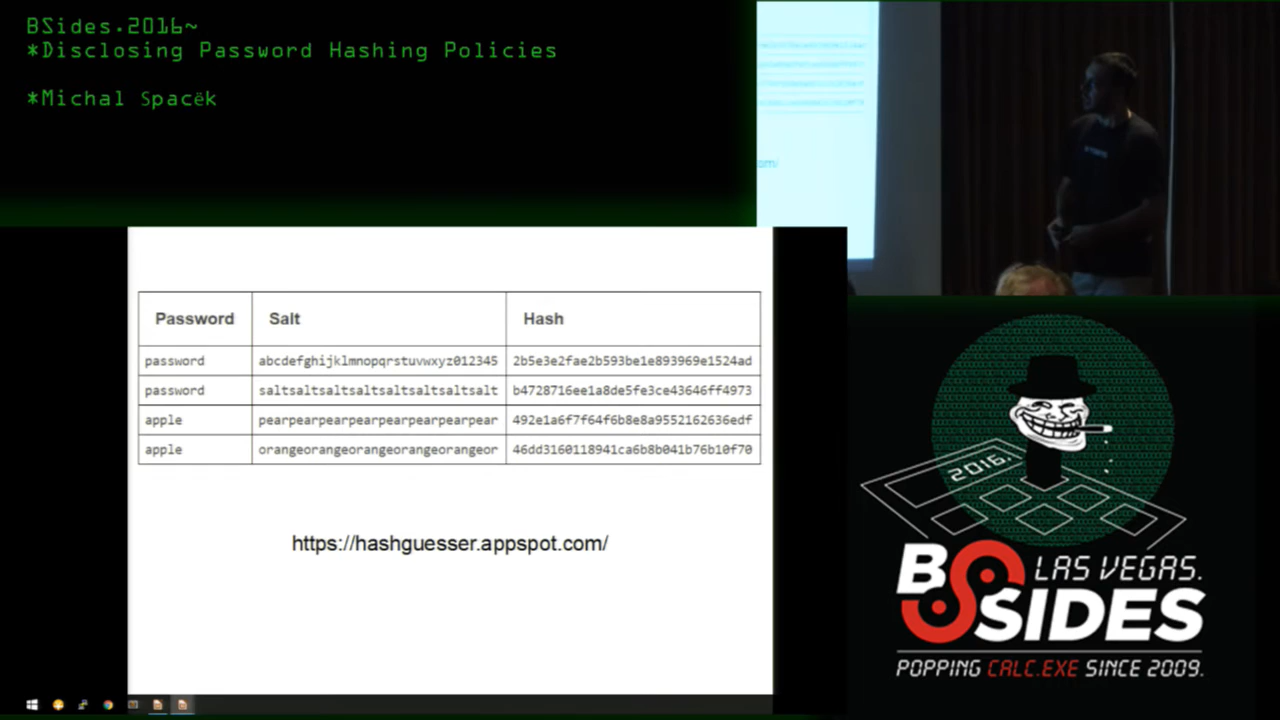 BSides.2016~
*Disclosing Password Hashing Policies
*Michal Spacëk
Password Salt Hash
password abcdefghijklmnopqrstuvwxyz012345 2b5e3e2fae2b593be1e893969e1524ad
password saltsaltsaltsaltsaltsaltsaltsalt b4728716ee1a8de5fe3ce43646ff4973
apple pearpearpearpearpearpearpearpear 492e1a6f7f64f6b8e8a9552162636edf
apple orangeorangeorangeorangeorangeor 46dd3160118941ca6b8b041b76b10f70
https://hashguesser.appspot.com/
2016.
BSIDES
LAS VEGAS.
POPPING CALC.EXE SINCE 2009.